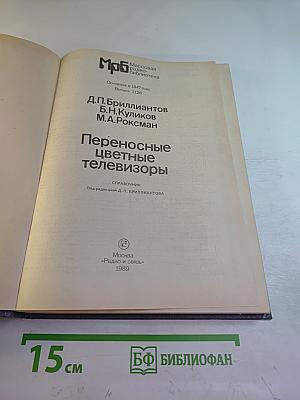 МРБ Массовая
радио
библиотека
Основана в 1947 году
Выпуск 1136
Д.П.Бриллиантов
Б.Н.Куликов
М.А.Роксман
Переносные
цветные
телевизоры
СПРАВОЧНИК
Под редакцией Д. П. БРИЛЛИАНТОВА
Москва
«Радио и связь»
1989
15 см
БФ БИБЛИОФАН